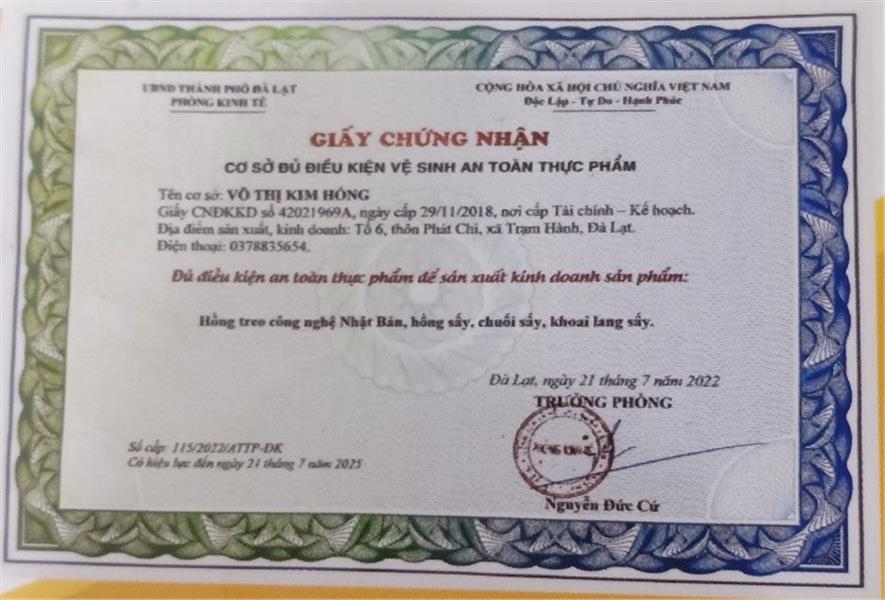 UBND THÀNH PHỐ ĐÀ LẠT
PHÒNG KINH TẾ
CỘNG HÒA XÃ HỘI CHỦ NGHĨA VIỆT NAM
Độc Lập - Tự Do - Hạnh Phúc
GIẤY CHỨNG NHẬN
CƠ SỞ ĐỦ ĐIỀU KIỆN VỆ SINH AN TOÀN THỰC PHẨM
Tên cơ sở: VÕ THỊ KIM HỒNG
Giấy CNĐKKD số 42021969A, ngày cấp 29/11/2018, nơi cấp Tài chính – Kế hoạch.
Địa điểm sản xuất, kinh doanh: Tổ 6, thôn Phát Chi, xã Trạm Hành, Đà Lạt.
Điện thoại: 0378835654.
Đủ điều kiện an toàn thực phẩm để sản xuất kinh doanh sản phẩm:
Hồng treo công nghệ Nhật Bản, hồng sấy, chuối sấy, khoai lang sấy.
Đà Lạt, ngày 21 tháng 7 năm 2022
TRƯỞNG PHÒNG
Số cấp: 115/2022/ATTP-ĐK
Có hiệu lực đến ngày 21 tháng 7 năm 2025
Nguyễn Đức Cứ